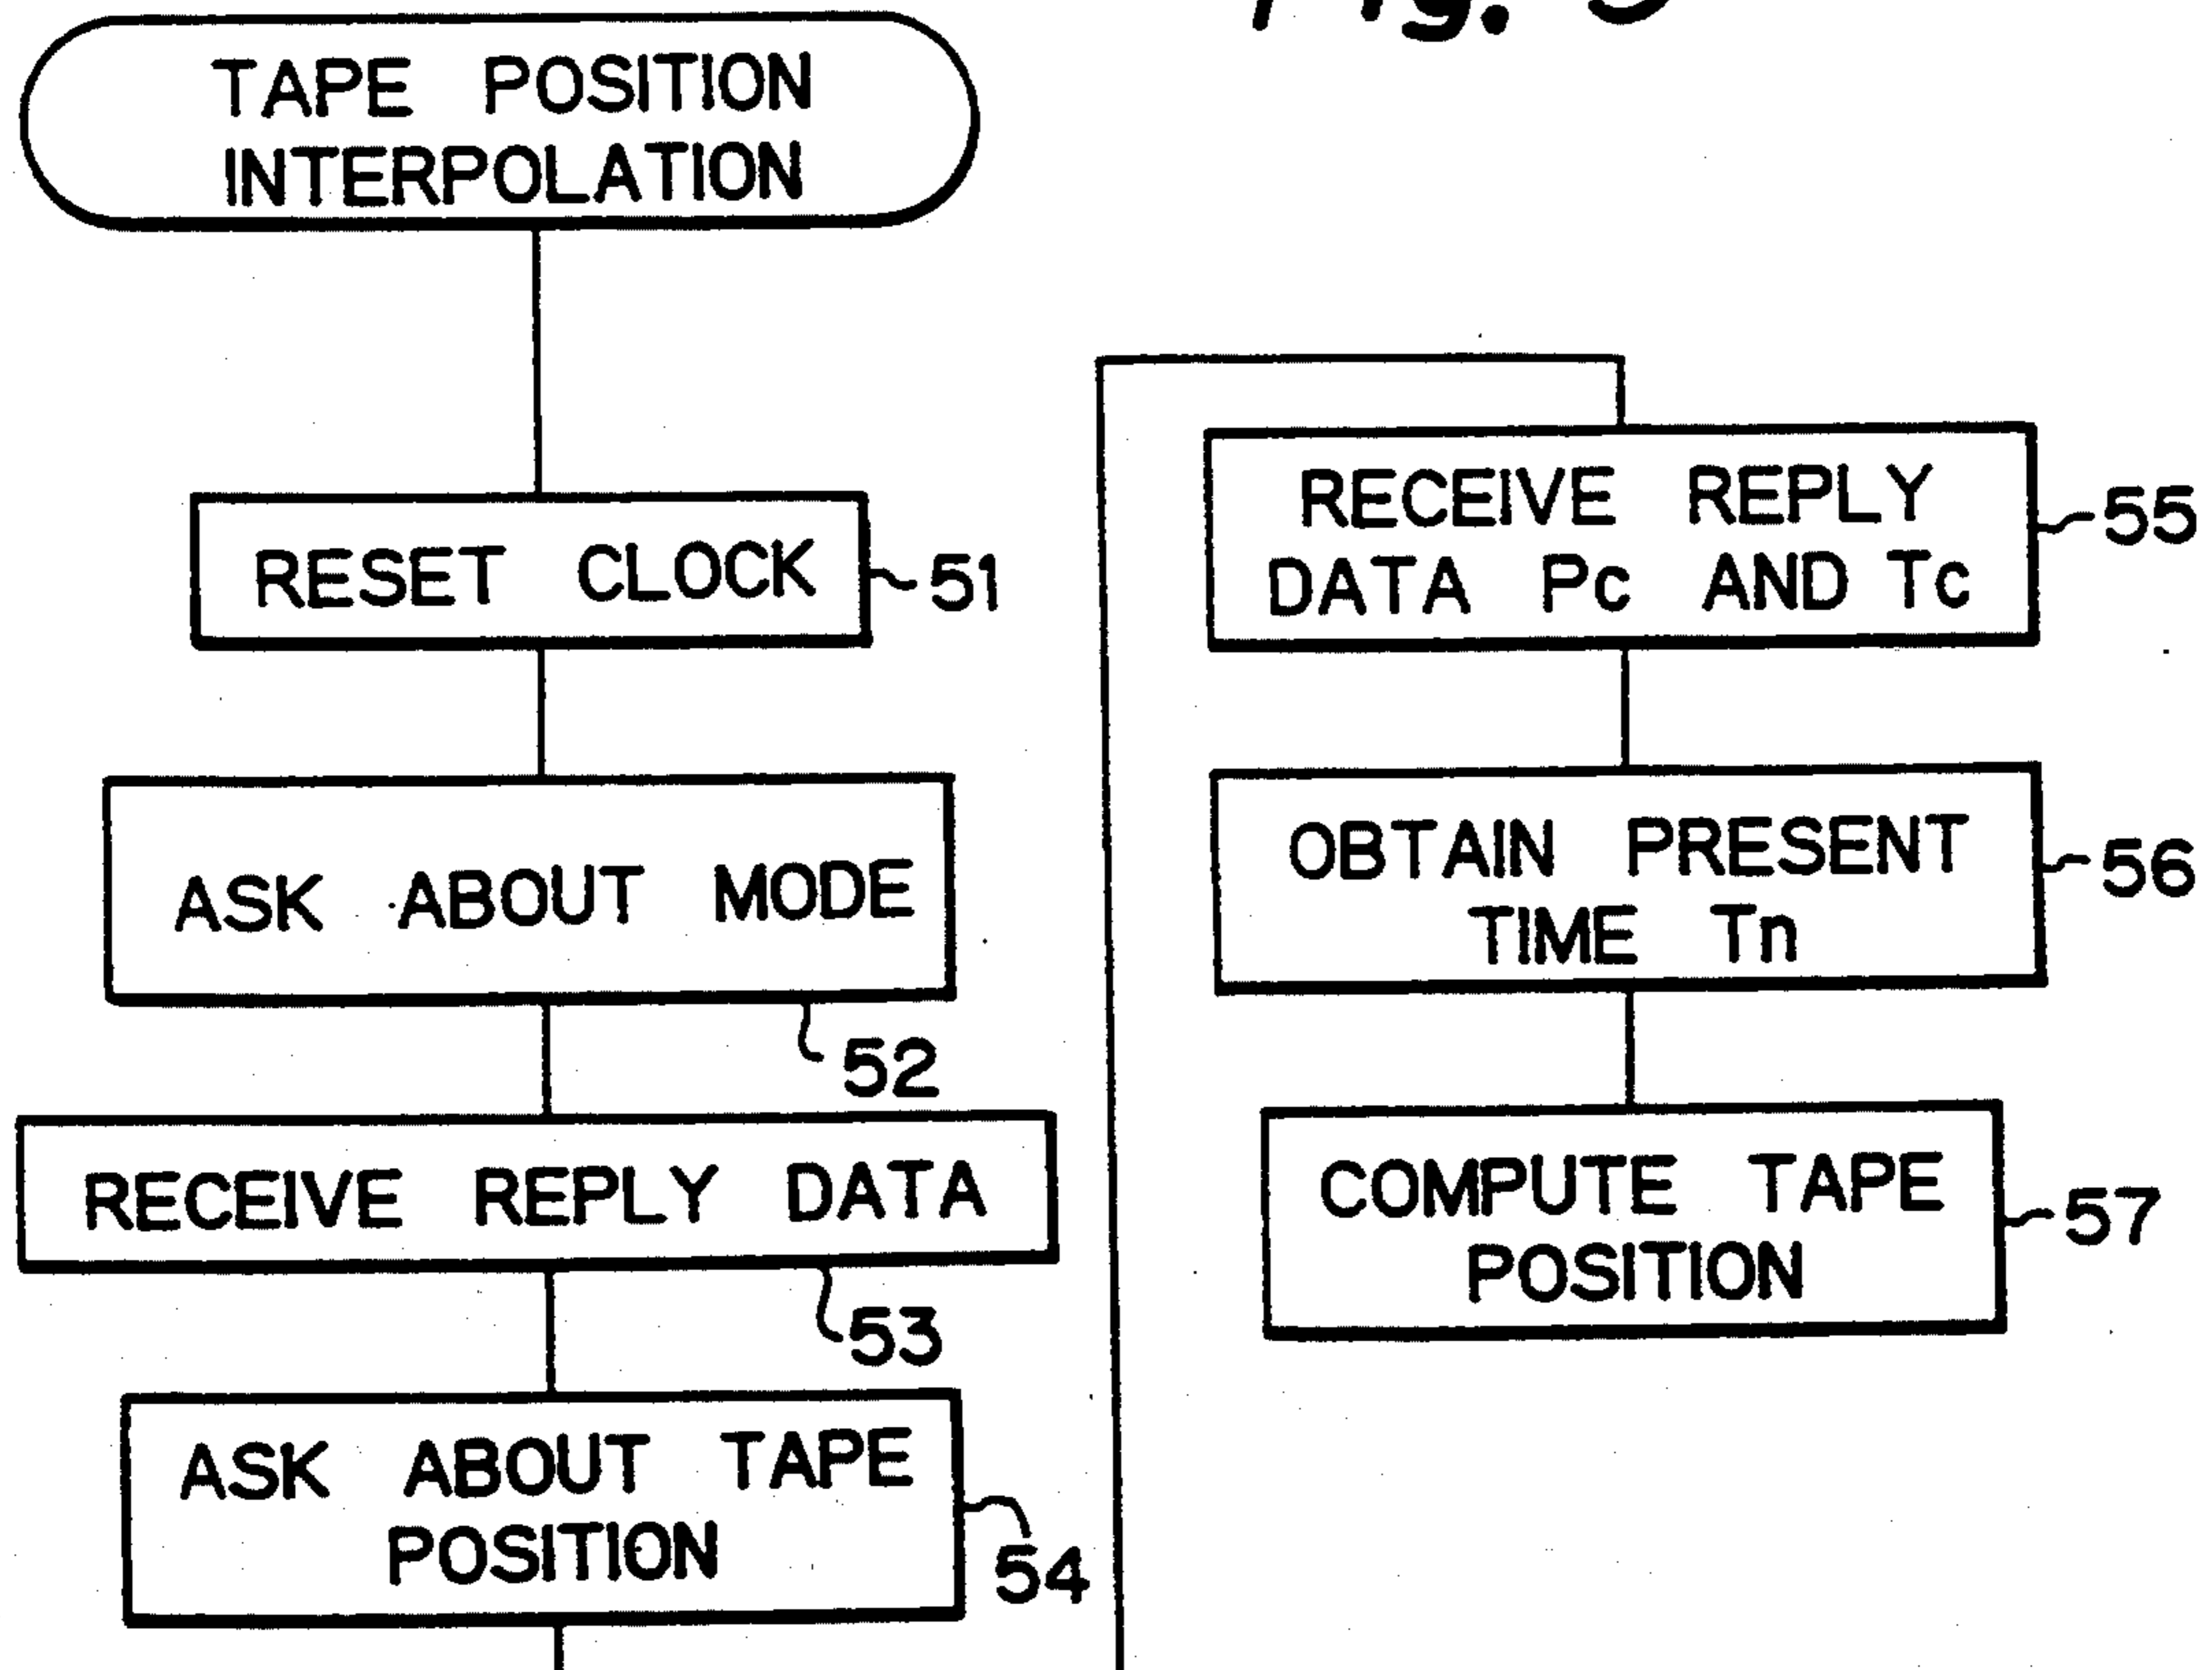 TAPE POSITION
INTERPOLATION
RESET CLOCK
51
ASK ABOUT MODE
52
RECEIVE REPLY DATA
53
ASK ABOUT TAPE
POSITION
54
RECEIVE REPLY
DATA Pc AND Tc
55
OBTAIN PRESENT
TIME Tn
56
COMPUTE TAPE
POSITION
57